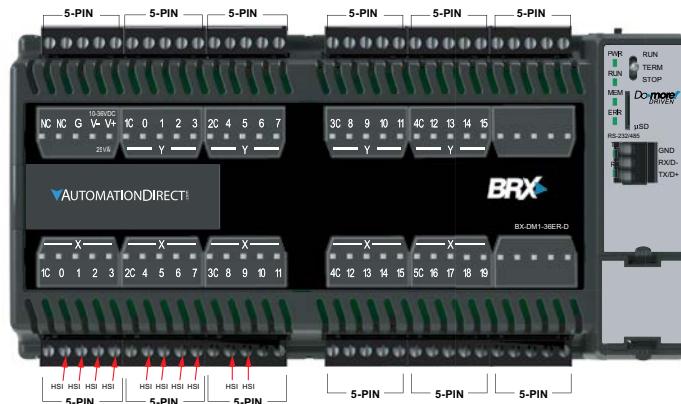 5-PIN 5-PIN 5-PIN 5-PIN 5-PIN 5-PIN
PWR RUN
TERM
RUN STOP
MEM Do-more!
DRIVEN
ERR
µSD
RS-232/485
GND
RX/D-
TX/D+
10-36VDC
NC NC G V- V+ 1C 0 1 2 3 2C 4 5 6 7 3C 8 9 10 11 4C 12 13 14 15
Y Y Y Y
AUTOMATIONDIRECT BRX
BX-DM1-36ER-D
X X X X X
1C 0 1 2 3 2C 4 5 6 7 3C 8 9 10 11 4C 12 13 14 15 5C 16 17 18 19
HSI HSI HSI HSI HSI HSI HSI HSI HSI HSI
5-PIN 5-PIN 5-PIN 5-PIN 5-PIN 5-PIN